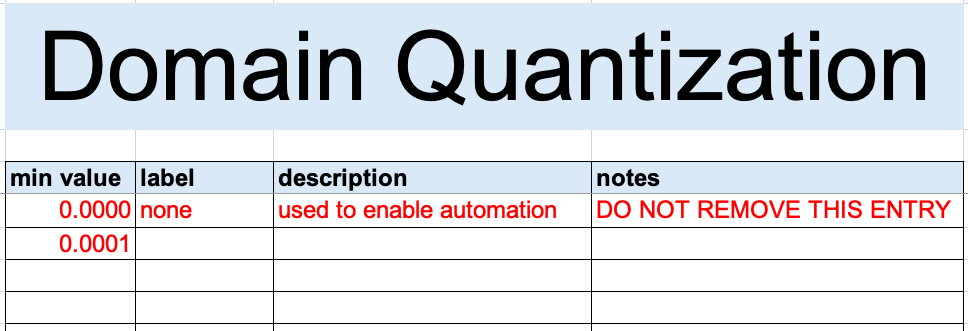 Domain Quantization
min value label description notes
0.0000 none used to enable automation DO NOT REMOVE THIS ENTRY
0.0001